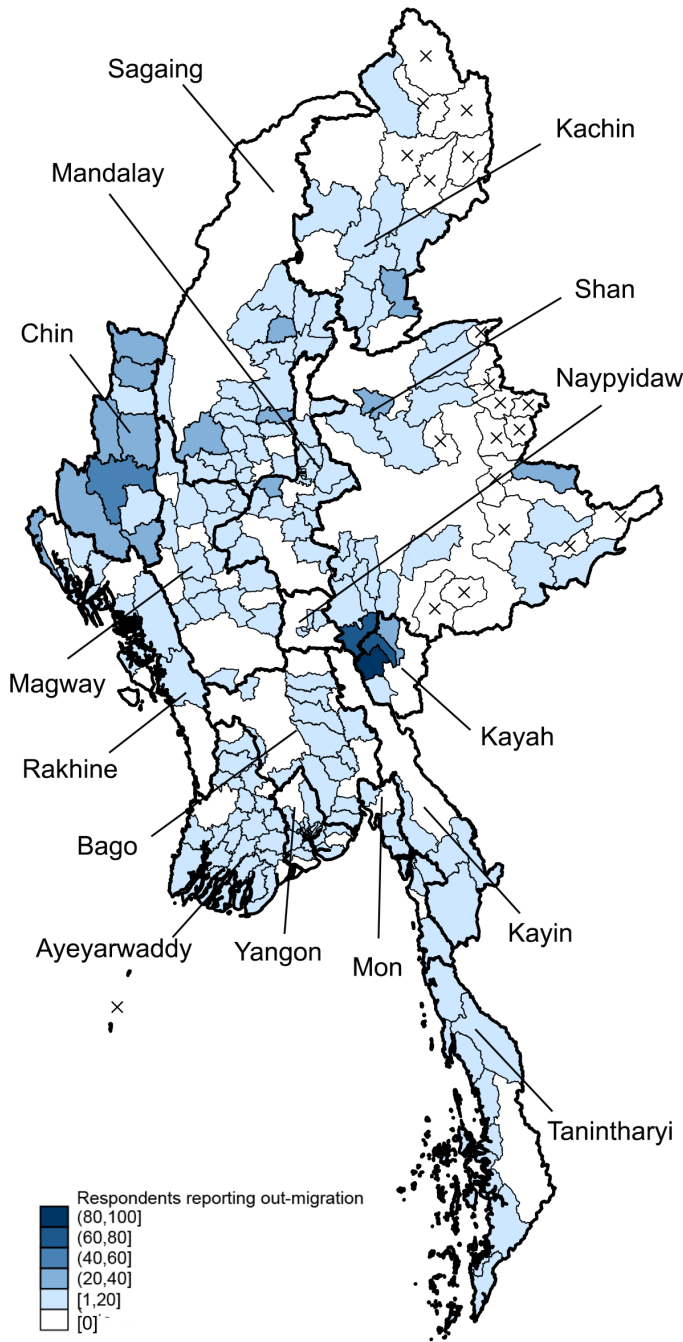 Sagaing
Kachin
Mandalay
Shan
Chin
Naypyidaw
Magway
Kayah
Rakhine
Bago
Ayeyarwaddy
Yangon
Mon
Kayin
Tanintharyi
Respondents reporting out-migration
(80,100]
(60,80]
(40,60]
(20,40]
[1,20]
[0]